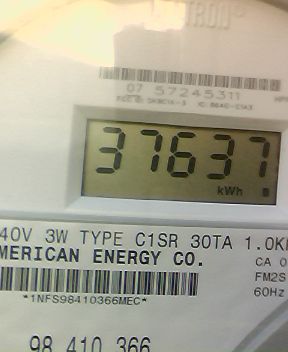 TRON
07 57245311
37637
kWh
40V 3W TYPE C1SR 30TA 1.0K
MERICAN ENERGY CO.
CA 0
FM2S
60Hz
*1NFS98410366MEC*
98 410 366